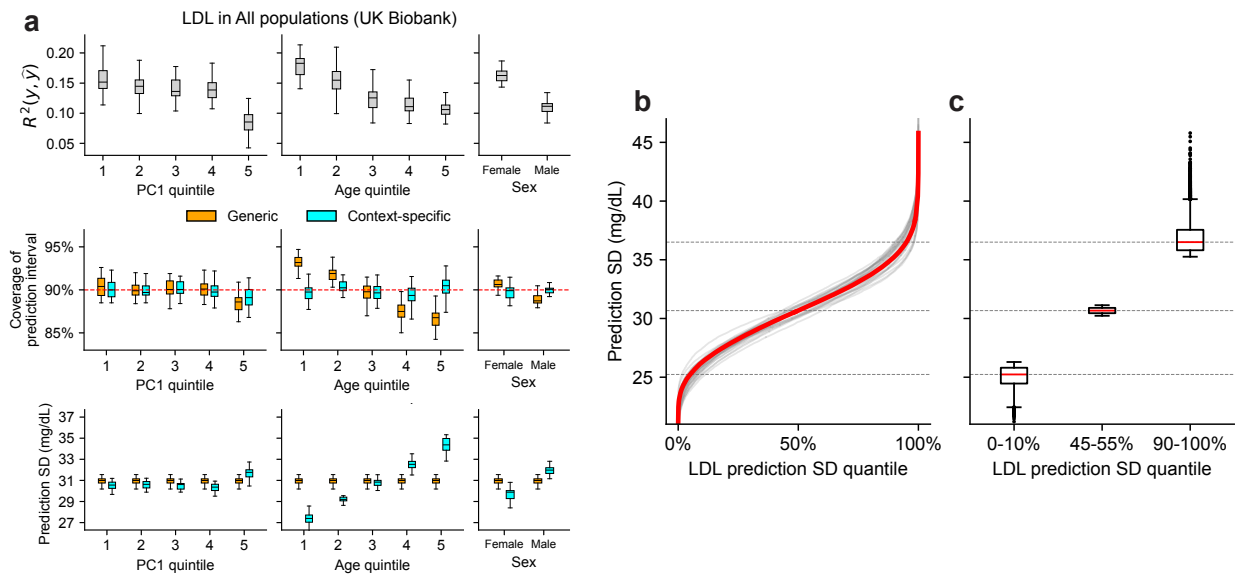 a
LDL in All populations (UK Biobank)
R²(y, ŷ)
0.20
0.15
0.10
0.05
1 2 3 4 5
PC1 quintile
1 2 3 4 5
Age quintile
Female Male
Sex
Generic Context-specific
Coverage of
prediction interval
95%
90%
85%
1 2 3 4 5
PC1 quintile
1 2 3 4 5
Age quintile
Female Male
Sex
Prediction SD (mg/dL)
37
35
33
31
29
27
1 2 3 4 5
PC1 quintile
1 2 3 4 5
Age quintile
Female Male
Sex
b
Prediction SD (mg/dL)
45
40
35
30
25
0% 50% 100%
LDL prediction SD quantile
c
0-10% 45-55% 90-100%
LDL prediction SD quantile